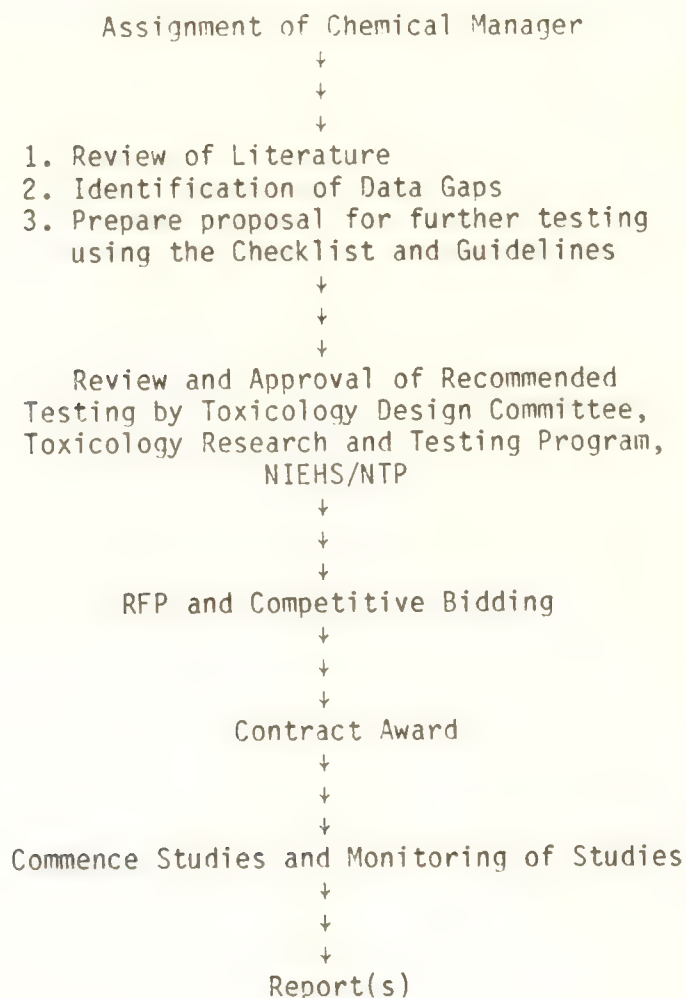 Assignment of Chemical Manager
↓
↓
↓
1. Review of Literature
2. Identification of Data Gaps
3. Prepare proposal for further testing
using the Checklist and Guidelines
↓
↓
↓
Review and Approval of Recommended
Testing by Toxicology Design Committee,
Toxicology Research and Testing Program,
NIEHS/NTP
↓
↓
↓
RFP and Competitive Bidding
↓
↓
↓
Contract Award
↓
↓
↓
Commence Studies and Monitoring of Studies
↓
↓
↓
Report(s)